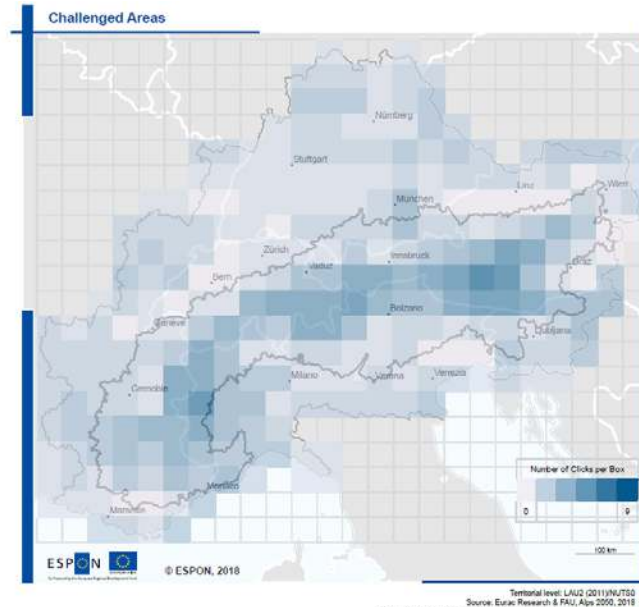 Challenged Areas
Nürnberg
Stuttgart
Linz
Wien
München
Zürich
Innsbruck
Vaduz
Bern
Graz
Bolzano
Genève
Ljubljana
Milano
Verona
Venezia
Grenoble
Number of Clicks per Box
0 9
Monaco
Marseille
100 km
ESPON
© ESPON, 2018
Territorial level: LAU2 (2011)/NUTS0
Source: Eurac Research & FAU, Alps 2050, 2018